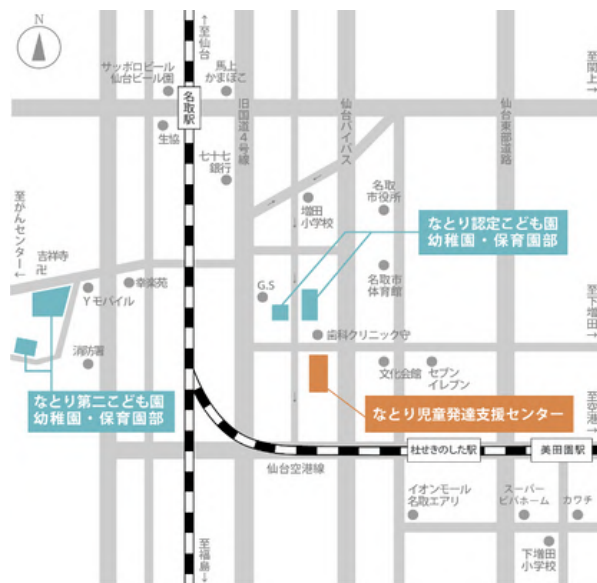 N
←至仙台
サッポロビール
仙台ビール園
馬上
かまぼこ
名取駅
旧国道4号線
仙台バイパス
仙台東部道路
至閖上→
生協
七十七
銀行
増田
小学校
名取
市役所
なとり認定こども園
幼稚園・保育園部
至がんセンター←
吉祥寺
卍
Yモバイル
幸楽苑
G.S
名取市
体育館
至下増田→
歯科クリニック守
消防署
文化会館
セブン
イレブン
なとり第二こども園
幼稚園・保育園部
なとり児童発達支援センター
至空港→
仙台空港線
杜せきのした駅
美田園駅
イオンモール
名取エアリ
スーパー
ビバホーム
カワチ
下増田
小学校
至福島→